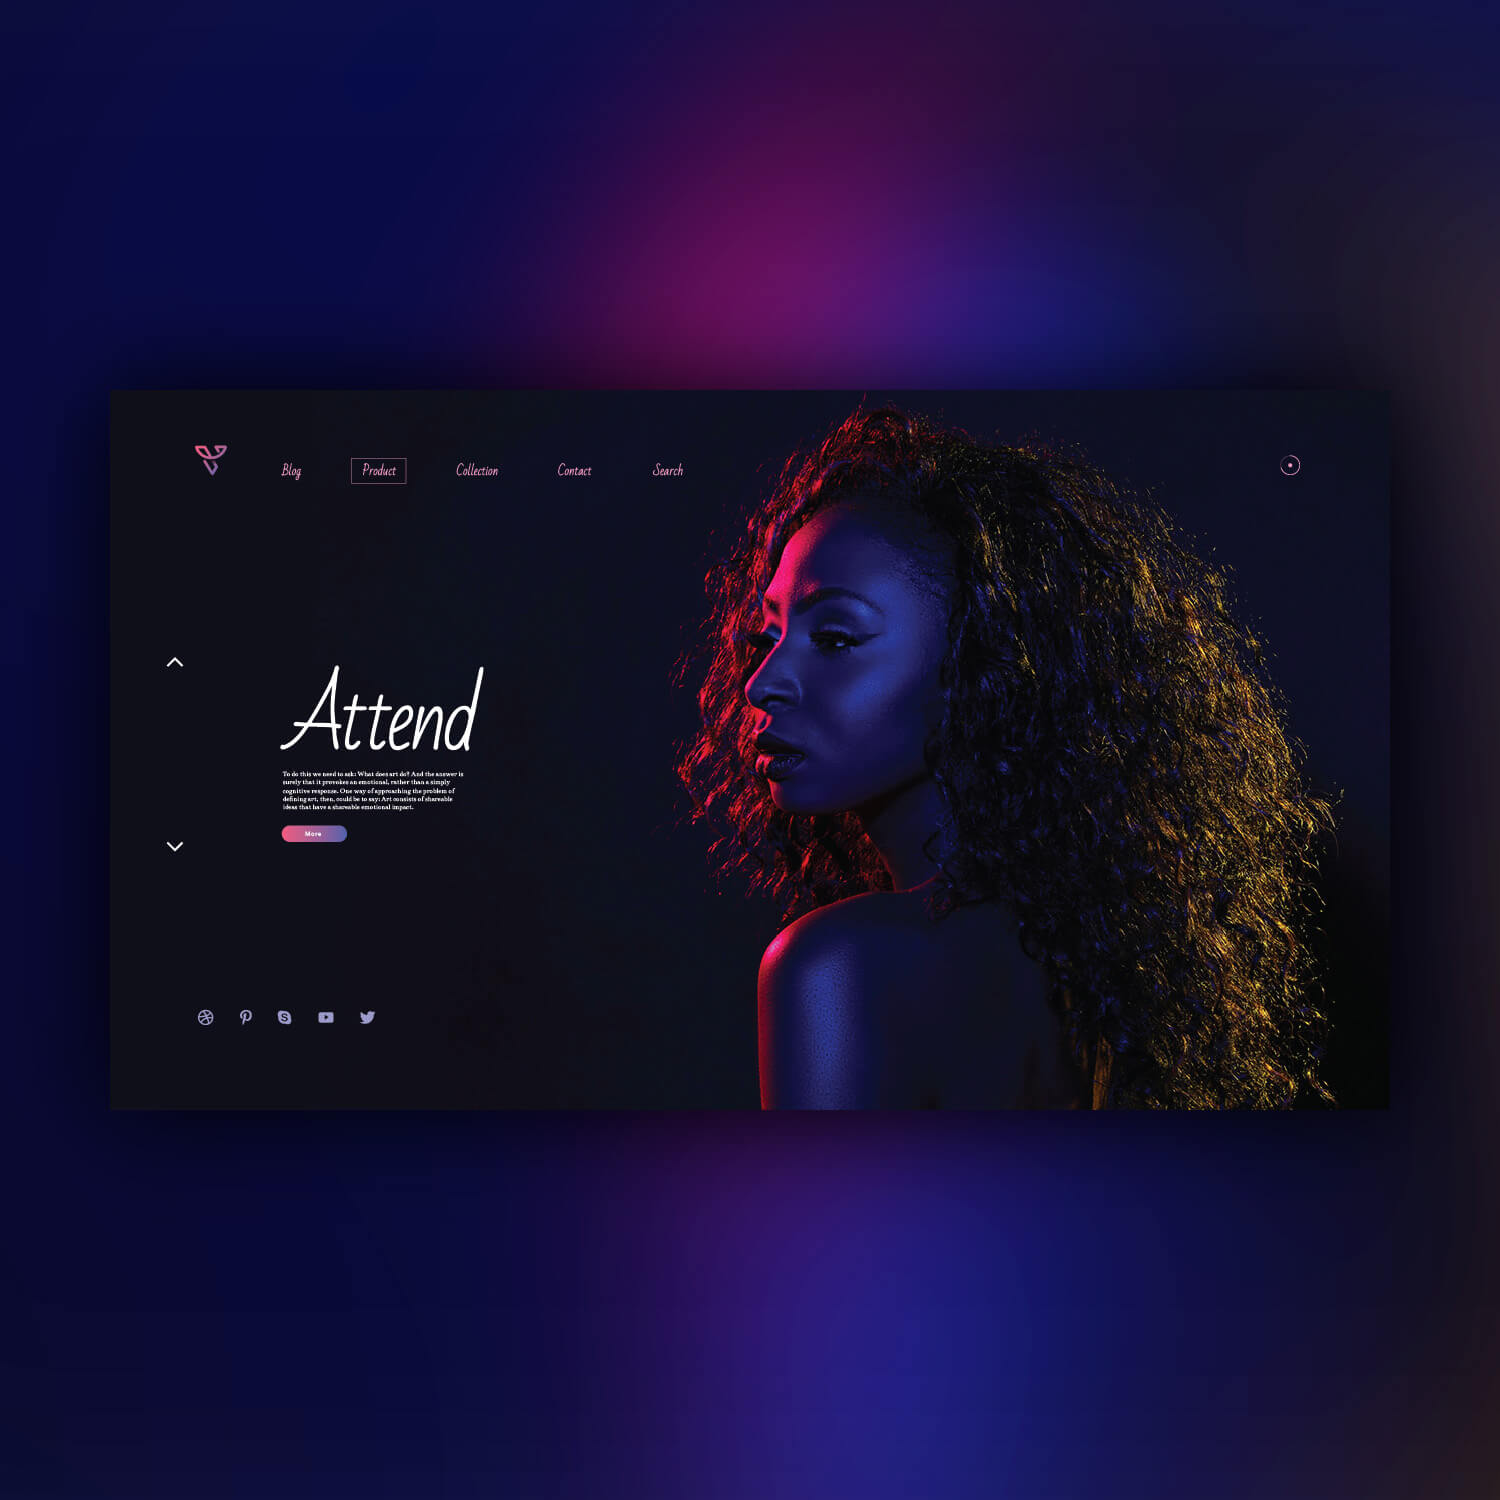 Blog Product Collection Contact Search
Attend
To do this we need to ask: What does art do? And the answer is
surely that it provokes an emotional, rather than a simply
cognitive response. One way of approaching the problem of
defining art, then, could be to say: Art consists of shareable
ideas that have a shareable emotional impact.
More